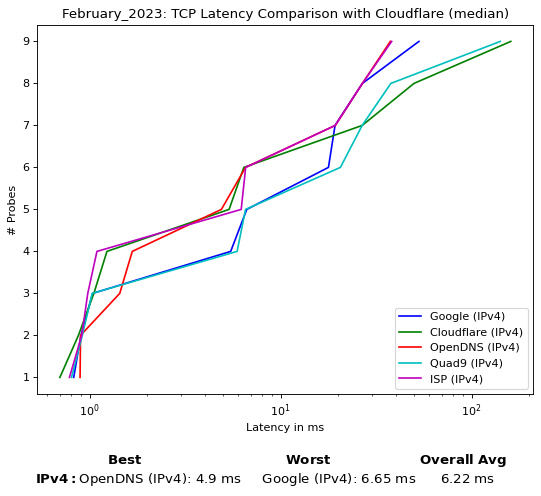 February_2023: TCP Latency Comparison with Cloudflare (median)
# Probes
9
8
7
6
5
4
3
2
1
Google (IPv4)
Cloudflare (IPv4)
OpenDNS (IPv4)
Quad9 (IPv4)
ISP (IPv4)
10⁰ 10¹ 10²
Latency in ms
Best Worst Overall Avg
IPv4: OpenDNS (IPv4): 4.9 ms Google (IPv4): 6.65 ms 6.22 ms